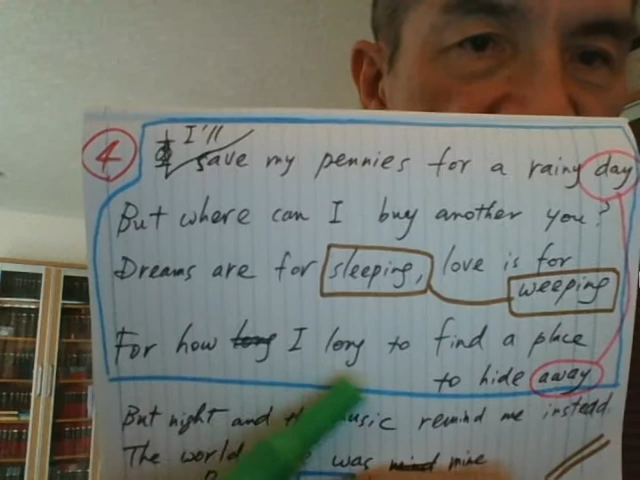 4
I'll save my pennies for a rainy day
But where can I buy another you?
Dreams are for sleeping, love is for
weeping
For how long I long to find a place
to hide away
But night and music remind me instead
The world was mine